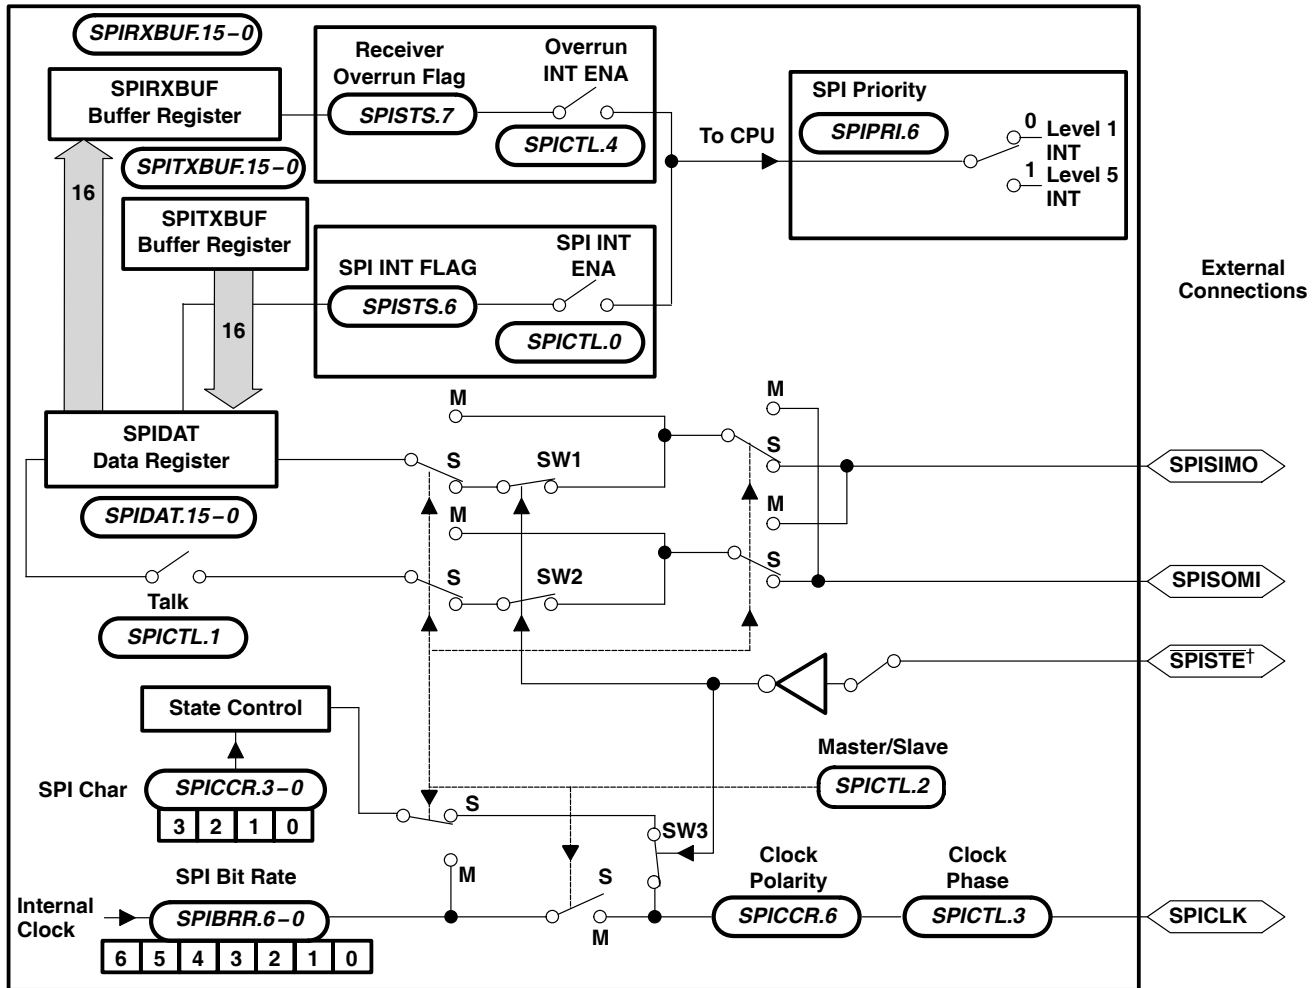 SPIRXBUF.15–0
SPIRXBUF
Buffer Register
Receiver
Overrun Flag
SPISTS.7
Overrun
INT ENA
SPICTL.4
To CPU
SPI Priority
SPIPRI.6
0
Level 1
INT
1
Level 5
INT
16
SPITXBUF.15–0
SPITXBUF
Buffer Register
16
SPI INT FLAG
SPISTS.6
SPI INT
ENA
SPICTL.0
External
Connections
SPIDAT
Data Register
SPIDAT.15–0
M
S
SW1
M
S
SPISIMO
M
S
SW2
M
S
SPISOMI
Talk
SPICTL.1
SPISTE†
State Control
SPI Char
SPICCR.3–0
3 2 1 0
Master/Slave
SPICTL.2
S
M
SW3
S
M
SPI Bit Rate
Internal
Clock
SPIBRR.6–0
6 5 4 3 2 1 0
Clock
Polarity
SPICCR.6
Clock
Phase
SPICTL.3
SPICLK